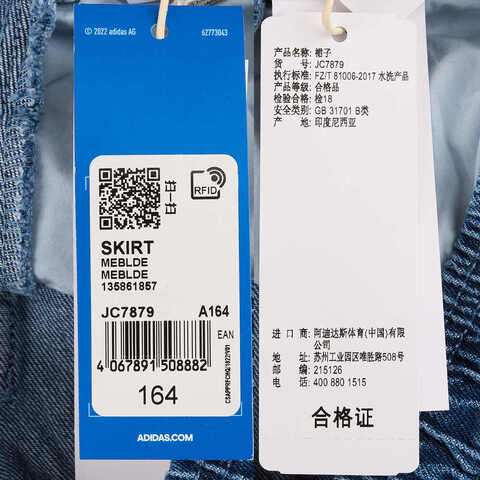 © 2022 adidas AG 62773043
扫一扫
RFID
SKIRT
MEBLDE
MEBLDE
135861857
JC7879 A164
EAN
4 067891 508882
164
ADIDAS.COM
产品名称: 裙子
货 号: JC7879
执行标准: FZ/T 81006-2017 水洗产品
产品等级: 合格品
检验合格: 检18
安全类别: GB 31701 B类
产 地: 印度尼西亚
进 口 商: 阿迪达斯体育(中国)有限
公司
地 址: 苏州工业园区唯胜路508号
邮 编: 215126
电 话: 400 880 1515
合格证